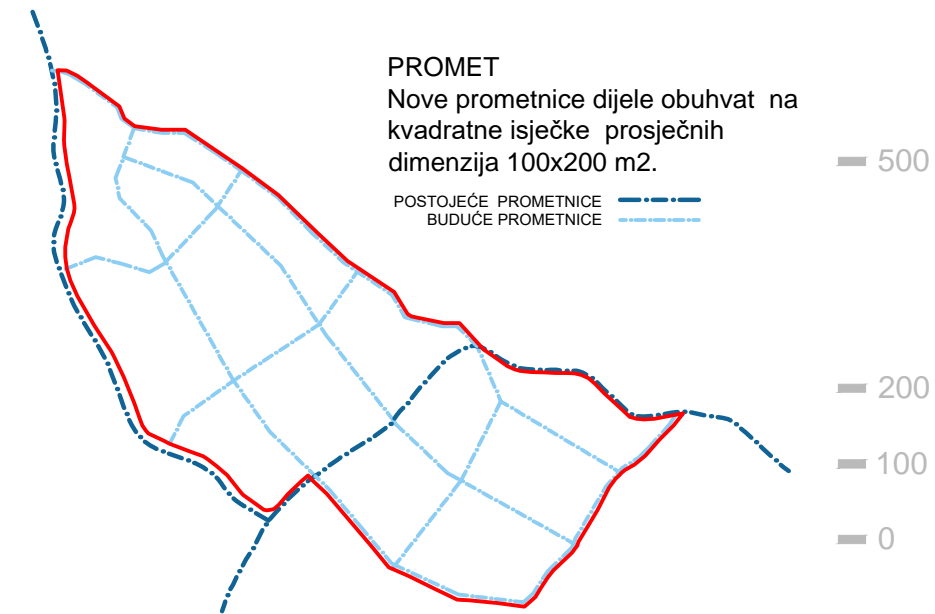 PROMET
Nove prometnice dijele obuhvat na
kvadratne isječke prosječnih
dimenzija 100x200 m2.
POSTOJEĆE PROMETNICE
BUDUĆE PROMETNICE
500
200
100
0